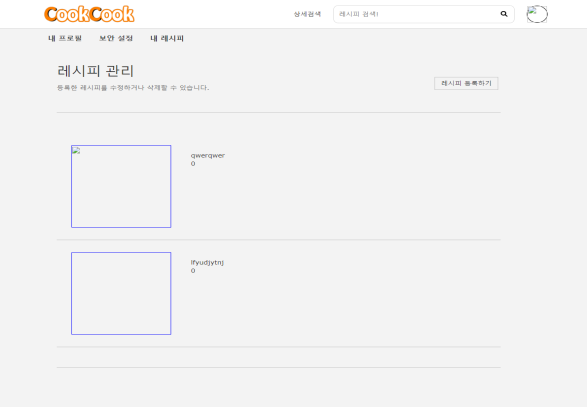 CookCook
상세검색
레시피 검색!
내 프로필
보안 설정
내 레시피
레시피 관리
등록한 레시피를 수정하거나 삭제할 수 있습니다.
레시피 등록하기
qwerqwer
0
lfyudjytnj
0